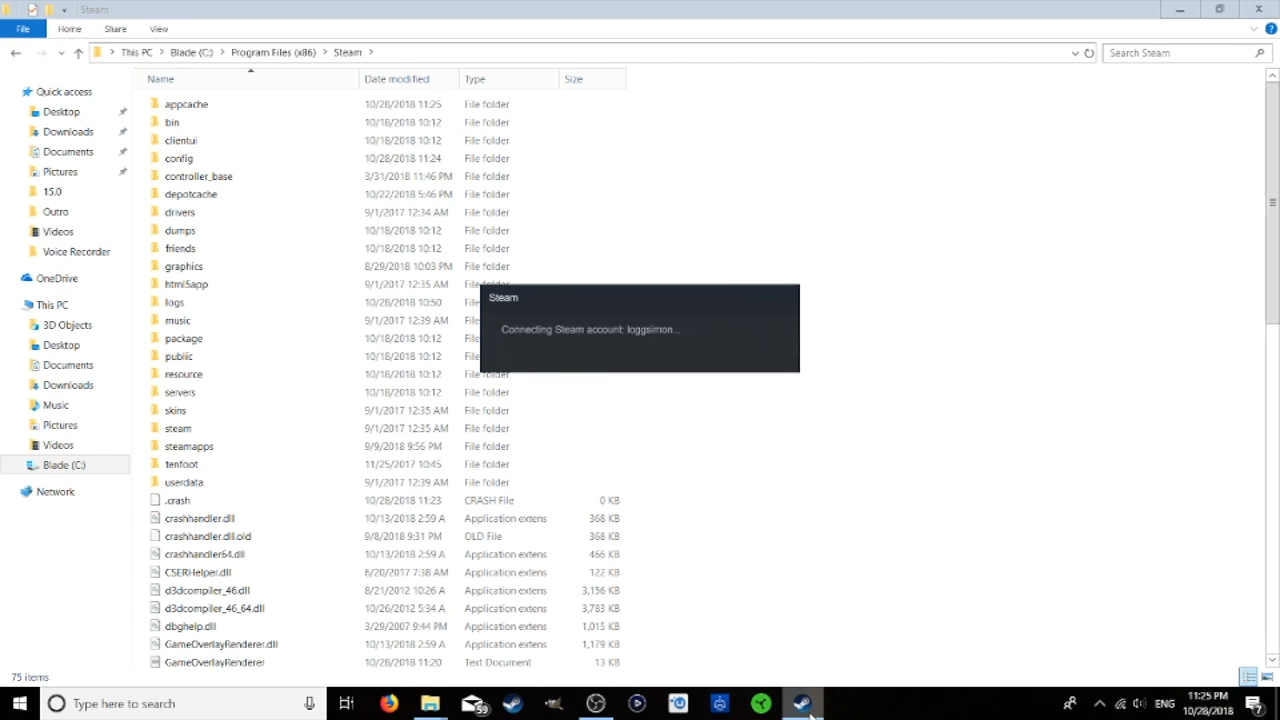 Steam
File Home Share View
This PC Blade (C:) Program Files (x86) Steam
Search Steam
Name Date modified Type Size
Quick access
Desktop
Downloads
Documents
Pictures
15.0
Outro
Videos
Voice Recorder
OneDrive
This PC
3D Objects
Desktop
Documents
Downloads
Music
Pictures
Videos
Blade (C:)
Network
appcache 10/28/2018 11:25 File folder
bin 10/18/2018 10:12 File folder
clientui 10/18/2018 10:12 File folder
config 10/28/2018 11:24 File folder
controller_base 3/31/2018 11:46 PM File folder
depotcache 10/22/2018 5:46 PM File folder
drivers 9/1/2017 12:34 AM File folder
dumps 10/18/2018 10:12 File folder
friends 10/18/2018 10:12 File folder
graphics 8/29/2018 10:03 PM File folder
html5app 9/1/2017 12:35 AM File folder
logs 10/28/2018 10:50
music 9/1/2017 12:39 AM
package 10/18/2018 10:12
public 10/18/2018 10:12
resource 10/18/2018 10:12 File folder
servers 10/18/2018 10:12 File folder
skins 9/1/2017 12:35 AM File folder
steam 9/1/2017 12:35 AM File folder
steamapps 9/9/2018 9:56 PM File folder
tenfoot 11/25/2017 10:45 File folder
userdata 9/1/2017 12:39 AM File folder
.crash 10/28/2018 11:23 CRASH File 0 KB
crashhandler.dll 10/13/2018 2:59 A Application extens 368 KB
crashhandler.dll.old 9/8/2018 9:31 PM OLD File 368 KB
crashhandler64.dll 10/13/2018 2:59 A Application extens 466 KB
CSERHelper.dll 6/20/2017 7:38 AM Application extens 122 KB
d3dcompiler_46.dll 8/21/2012 10:26 A Application extens 3,156 KB
d3dcompiler_46_64.dll 10/26/2012 5:34 A Application extens 3,783 KB
dbghelp.dll 3/29/2007 9:44 PM Application extens 1,015 KB
GameOverlayRenderer.dll 10/13/2018 2:59 A Application extens 1,179 KB
GameOverlayRenderer 10/28/2018 11:20 Text Document 13 KB
Steam
Connecting Steam account: loggsimon...
75 items
Type here to search
59
ENG
11:25 PM
10/28/2018
7